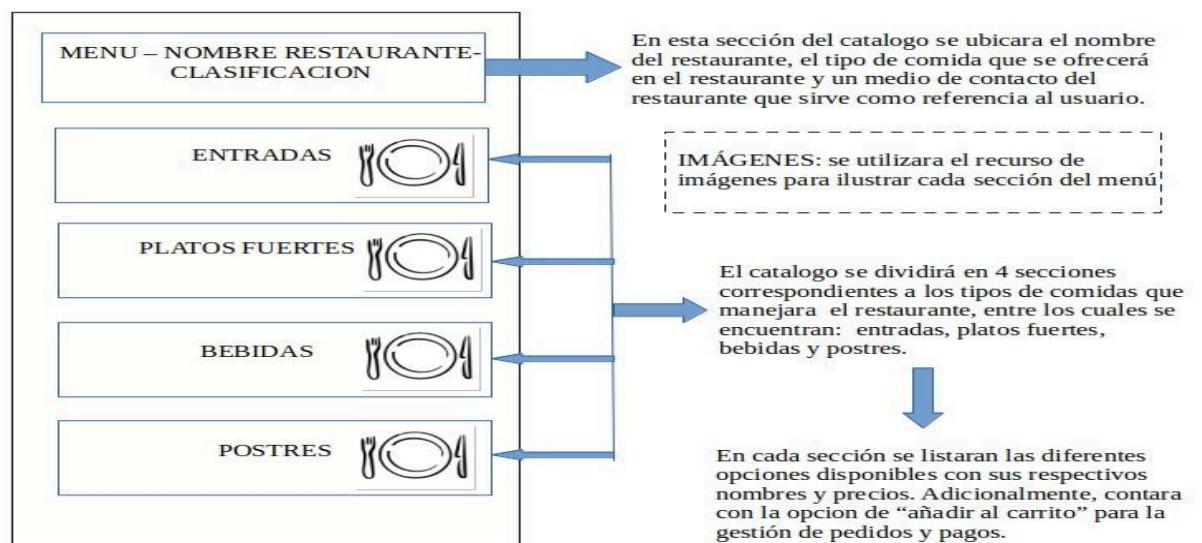 MENU – NOMBRE RESTAURANTE-
CLASIFICACION
En esta sección del catalogo se ubicara el nombre
del restaurante, el tipo de comida que se ofrecerá
en el restaurante y un medio de contacto del
restaurante que sirve como referencia al usuario.
ENTRADAS
IMÁGENES: se utilizara el recurso de
imágenes para ilustrar cada sección del menú
PLATOS FUERTES
El catalogo se dividirá en 4 secciones
correspondientes a los tipos de comidas que
manejara el restaurante, entre los cuales se
encuentran: entradas, platos fuertes,
bebidas y postres.
BEBIDAS
POSTRES
En cada sección se listaran las diferentes
opciones disponibles con sus respectivos
nombres y precios. Adicionalmente, contara
con la opcion de “añadir al carrito” para la
gestión de pedidos y pagos.